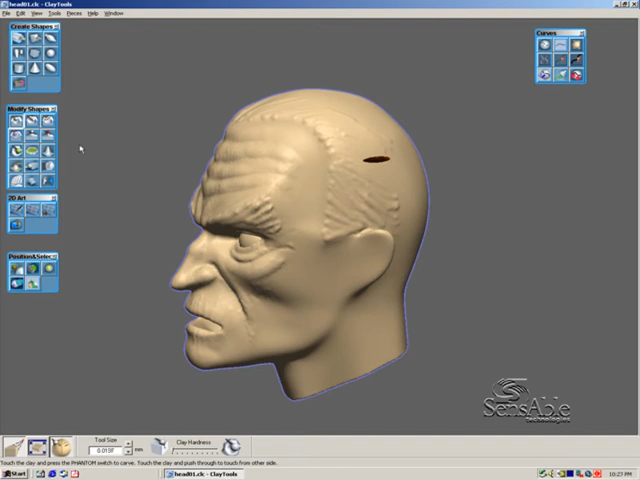 head01.clc - ClayTools
File Edit View Tools Pieces Help Window
Create Shapes
Curves
Modify Shapes
2D Art
Position&Selec
SensAble
technologies
Tool Size
mm
Clay Hardness
Touch the clay and press the PHANTOM switch to carve. Touch the clay and push through to touch from other side.
Start
head01.clc - ClayTools
10:27 PM